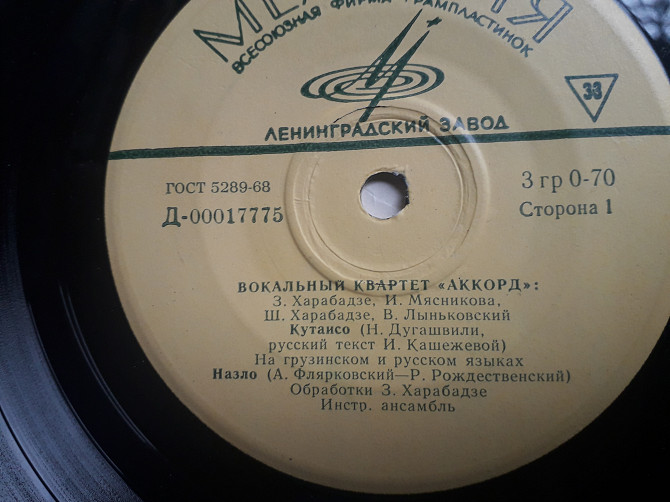 ВСЕСОЮЗНАЯ ФИРМА ГРАМПЛАСТИНОК
33
ЛЕНИНГРАДСКИЙ ЗАВОД
ГОСТ 5289-68
3 гр 0-70
Д-00017775
Сторона 1
ВОКАЛЬНЫЙ КВАРТЕТ «АККОРД»:
З. Харабадзе, И. Мясникова,
Ш. Харабадзе, В. Лыньковский
Кутаисо (Н. Дугашвили,
русский текст И. Кашежевой)
На грузинском и русском языках
Назло (А. Флярковский—Р. Рождественский)
Обработки З. Харабадзе
Инстр. ансамбль